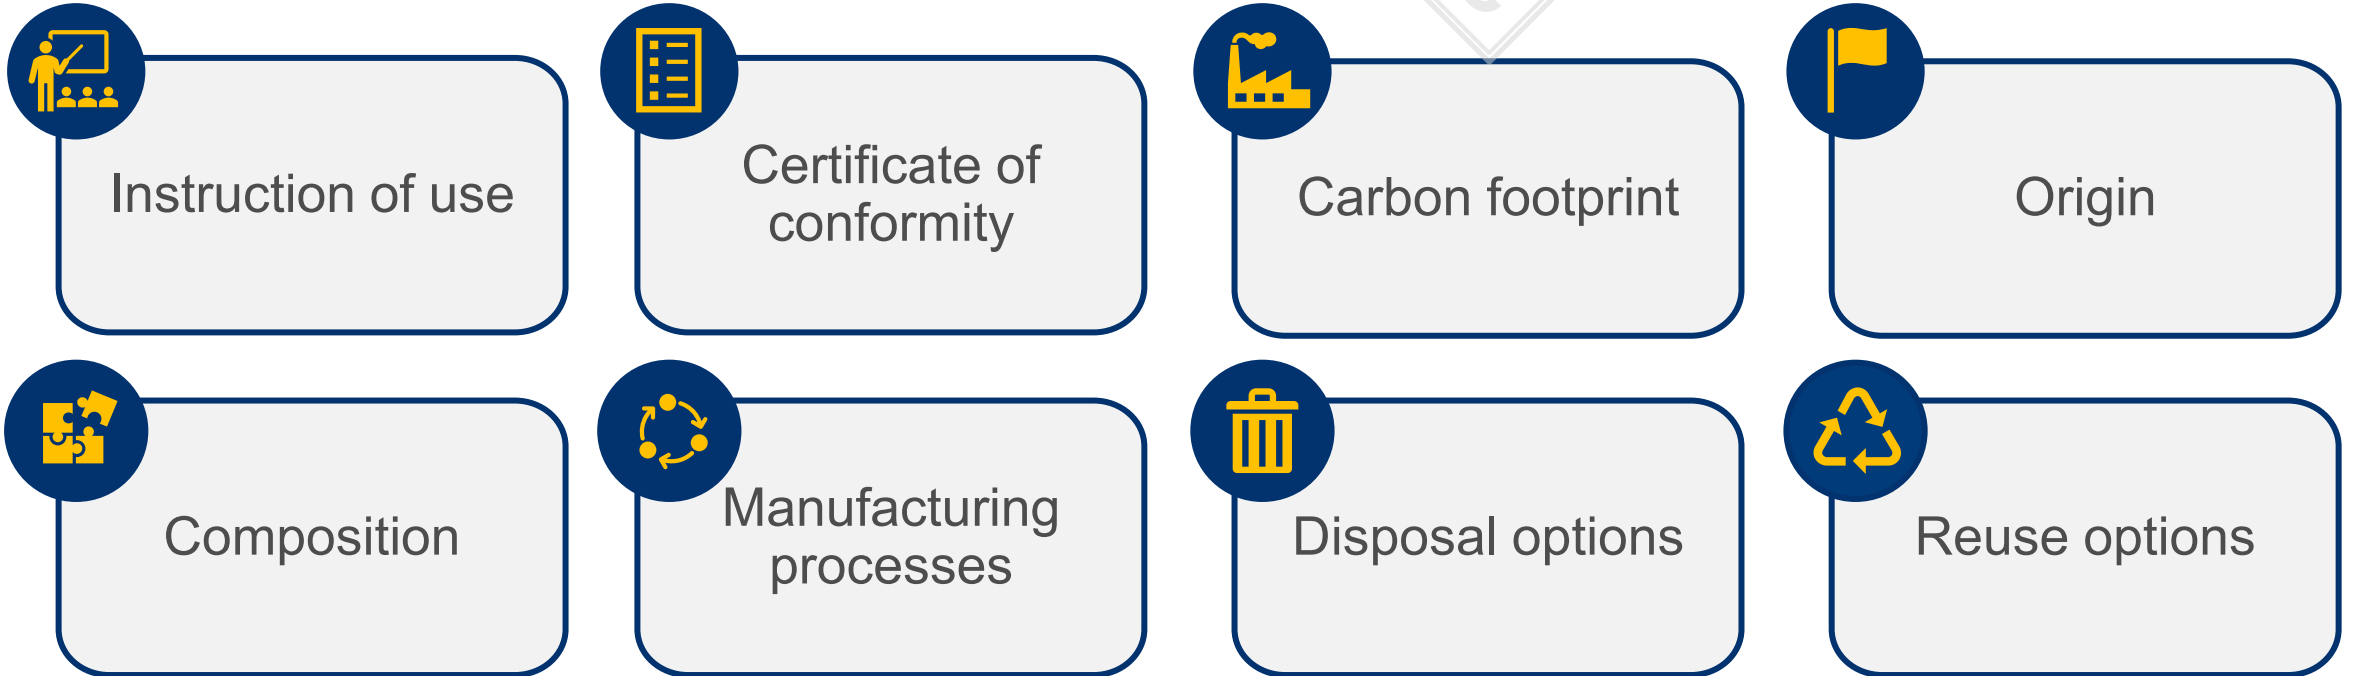 Instruction of use
Certificate of
conformity
Carbon footprint
Origin
Composition
Manufacturing
processes
Disposal options
Reuse options